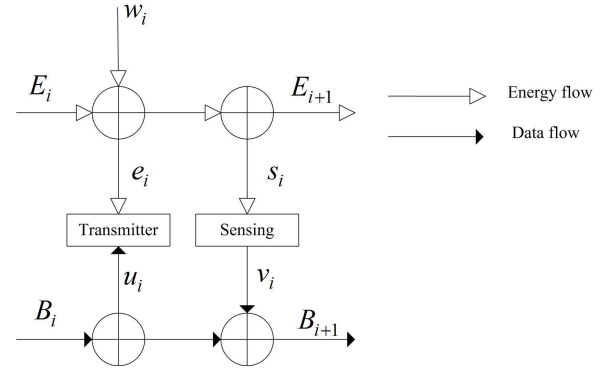 w_i
E_i
E_{i+1}
Energy flow
Data flow
e_i
s_i
Transmitter
Sensing
u_i
v_i
B_i
B_{i+1}